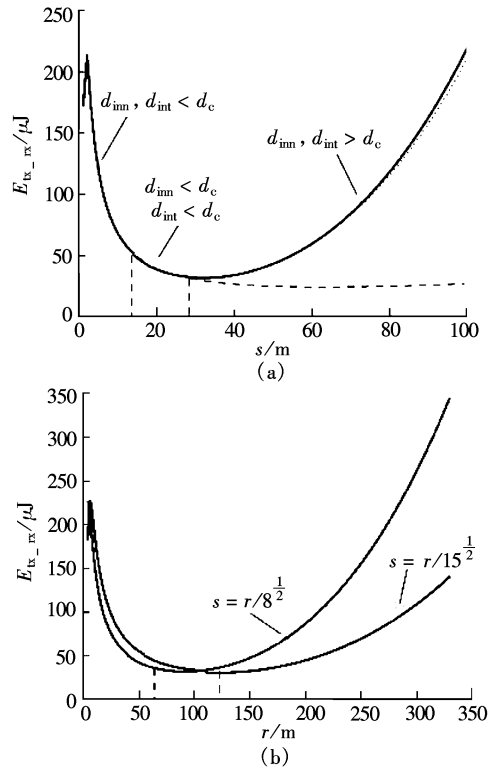 250
200
150
100
50
0
E_tx_rx/μJ
d_inn, d_int < d_c
d_inn < d_c
d_int < d_c
d_inn, d_int > d_c
0 20 40 60 80 100
s/m
(a)
350
300
250
200
150
100
50
0
E_tx_rx/μJ
s = r/8^{1/2}
s = r/15^{1/2}
0 50 100 150 200 250 300 350
r/m
(b)